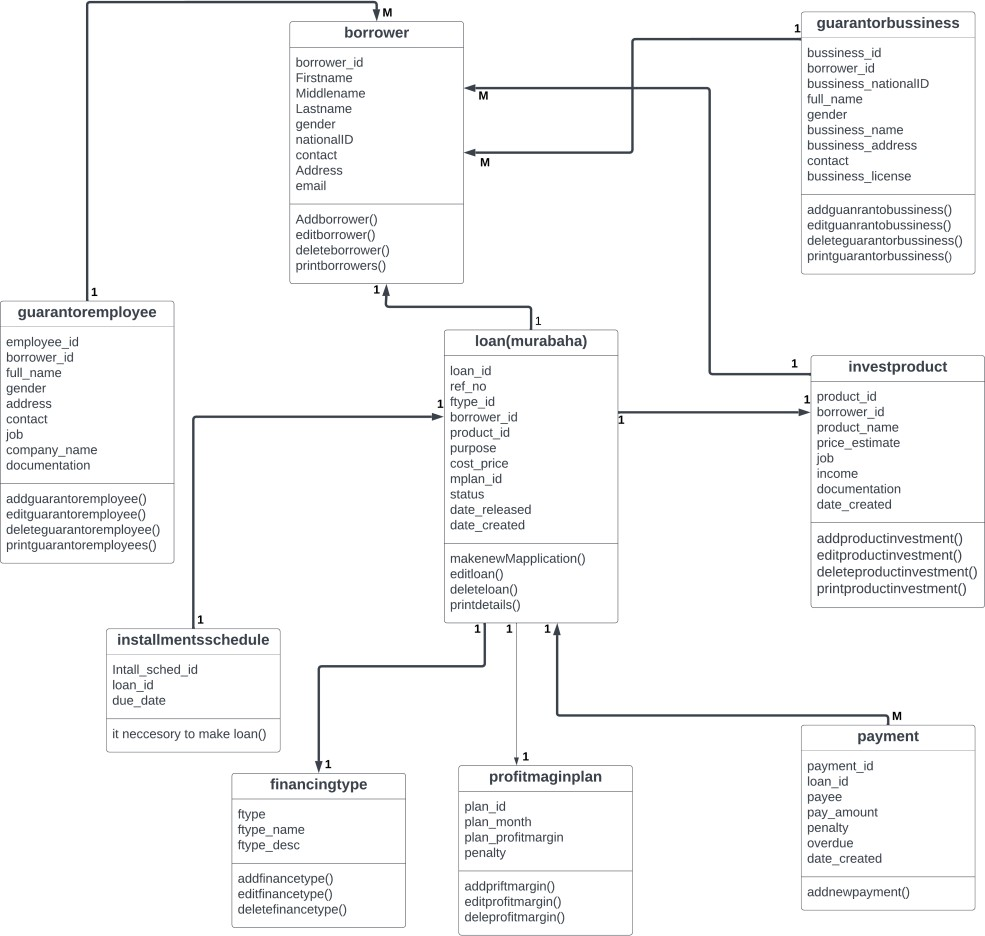 M
borrower
borrower_id
Firstname
Middlename
Lastname
gender
nationalID
contact
Address
email
Addborrower()
editborrower()
deleteborrower()
printborrowers()
1
M
M
1
guarantorbussiness
bussiness_id
borrower_id
bussiness_nationalID
full_name
gender
bussiness_name
bussiness_address
contact
bussiness_license
addguanrantobussiness()
editguanrantobussiness()
deleteguarantorbussiness()
printguarantorbussiness()
1
guarantoremployee
employee_id
borrower_id
full_name
gender
address
contact
job
company_name
documentation
addguarantoremployee()
editguarantoremployee()
deleteguarantoremployee()
printguarantoremployees()
1
loan(murabaha)
loan_id
ref_no
ftype_id
borrower_id
product_id
purpose
cost_price
mplan_id
status
date_released
date_created
makenewMapplication()
editloan()
deleteloan()
printdetails()
1
1
1
1
1
1
1
investproduct
product_id
borrower_id
product_name
price_estimate
job
income
documentation
date_created
addproductinvestment()
editproductinvestment()
deleteproductinvestment()
printproductinvestment()
1
installmentsschedule
Intall_sched_id
loan_id
due_date
it neccesory to make loan()
1
financingtype
ftype
ftype_name
ftype_desc
addfinancetype()
editfinancetype()
deletefinancetype()
1
profitmaginplan
plan_id
plan_month
plan_profitmargin
penalty
addpriftmargin()
editprofitmargin()
deleprofitmargin()
M
payment
payment_id
loan_id
payee
pay_amount
penalty
overdue
date_created
addnewpayment()